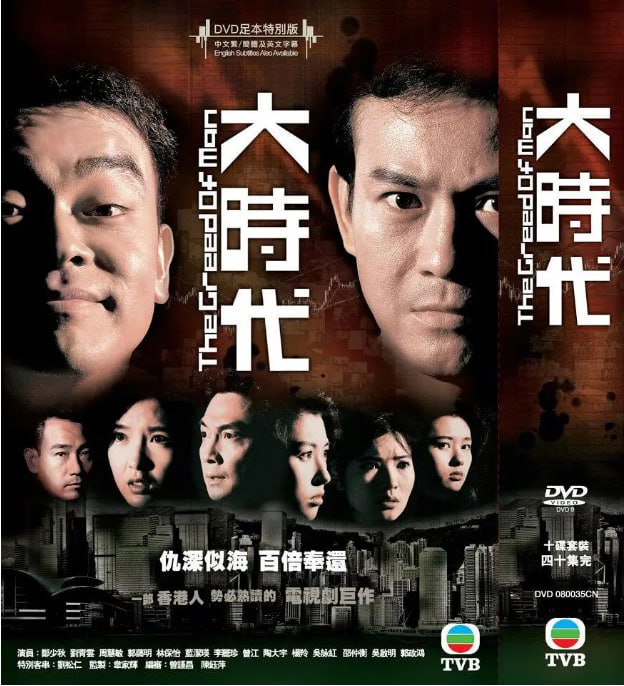 DVD足本特別版
中文繁/簡體及英文字幕
English Subtitles Also Available
大時代
The Greed Of Man
仇深似海 百倍奉還
一部 香港人 勢必熟讀的 電視劇巨作
演員：鄭少秋 劉青雲 周慧敏 郭藹明 林保怡 藍潔瑛 李麗珍 曾江 陶大宇 楊羚 吳詠紅 邵仲衡 吳啟明 郭政鴻
特別客串：劉松仁 監製：韋家輝 編審：曾謹昌 陳鈺萍
TVB
大時代
The Greed Of Man
DVD
VIDEO
DVD 9
十碟套裝
四十集完
DVD 080035CN
TVB